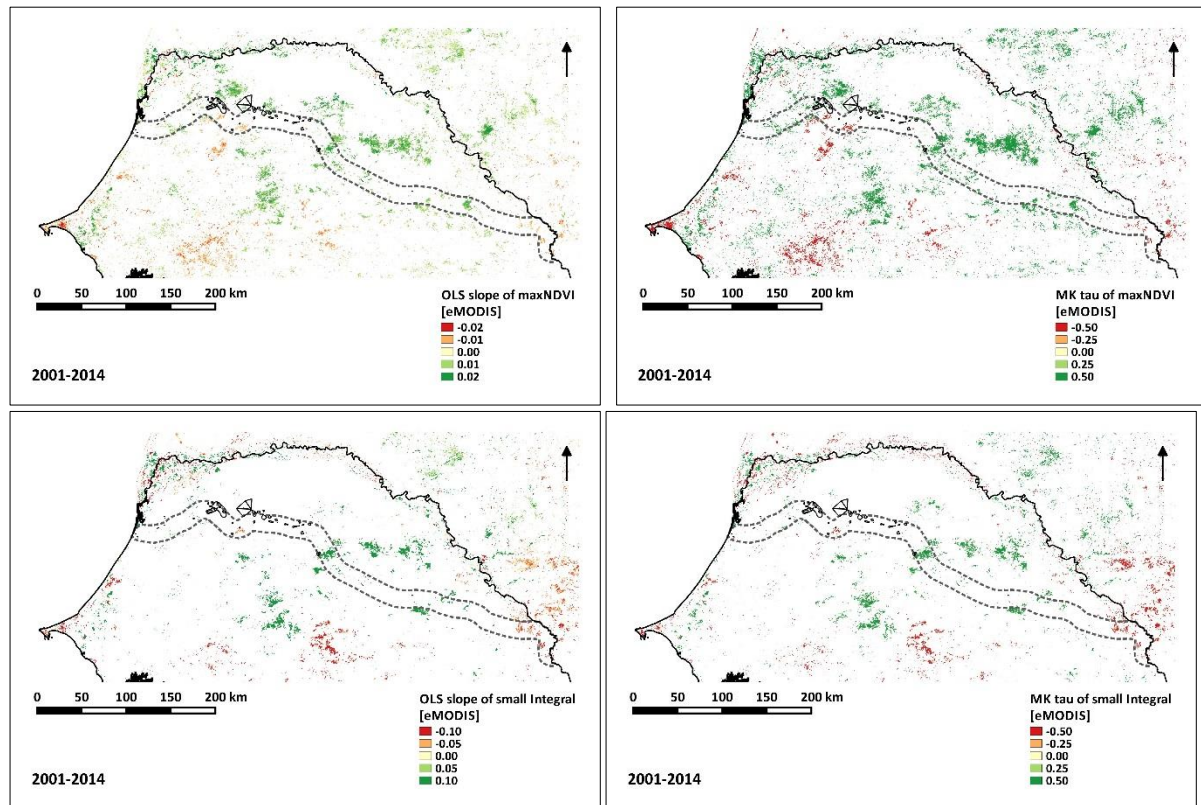 0 50 100 150 200 km
OLS slope of maxNDVI
[eMODIS]
-0.02
-0.01
0.00
0.01
0.02
2001-2014
0 50 100 150 200 km
MK tau of maxNDVI
[eMODIS]
-0.50
-0.25
0.00
0.25
0.50
2001-2014
0 50 100 150 200 km
OLS slope of small Integral
[eMODIS]
-0.10
-0.05
0.00
0.05
0.10
2001-2014
0 50 100 150 200 km
MK tau of small Integral
[eMODIS]
-0.50
-0.25
0.00
0.25
0.50
2001-2014